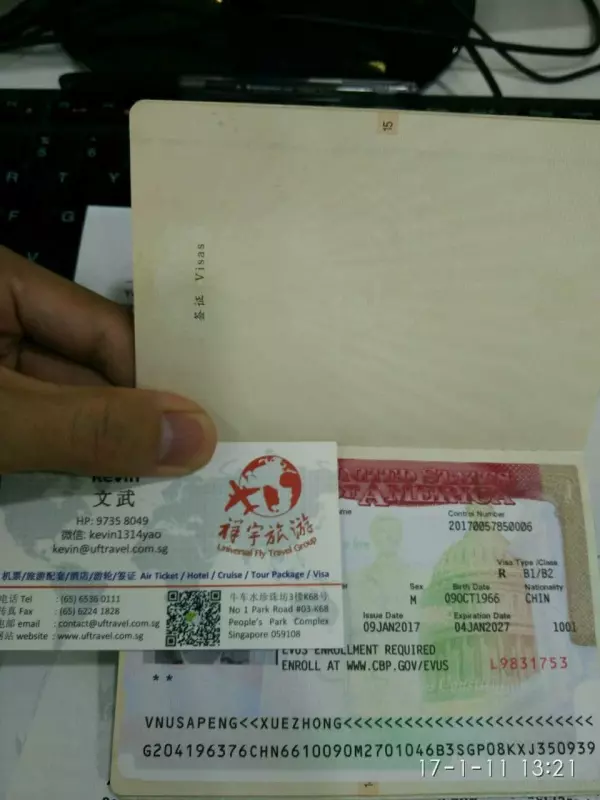 15
签证 Visas
R T Y
G
Kevin
文武
HP: 9735 8049
微信: kevin1314yao
kevin@uftravel.com.sg
祥宇旅游
Universal Fly Travel Group
机票/旅游配套/酒店/游轮/签证 Air Ticket / Hotel / Cruise / Tour Package / Visa
电话 Tel : (65) 6536 0111
传真 Fax : (65) 6224 1828
电邮 email : contact@uftravel.com.sg
网站 website : www.uftravel.com.sg
牛车水珍珠坊3楼K68号
No 1 Park Road #03-K68
People's Park Complex
Singapore 059108
UNITED STATES
OF AMERICA
Control Number
20170057850006
Visa Type /Class
R B1/B2
Sex Birth Date Nationality
M 09OCT1966 CHIN
Issue Date Expiration Date
09JAN2017 04JAN2027 1001
EVUS ENROLLMENT REQUIRED
ENROLL AT WWW.CBP.GOV/EVUS
L9831753
* *
VNUSAPENG<<XUEZHONG<<<<<<<<<<<<<<<<<<<<<<<<<
G204196376CHN6610090M2701046B3SGP08KXJ350939
17-1-11 13:21